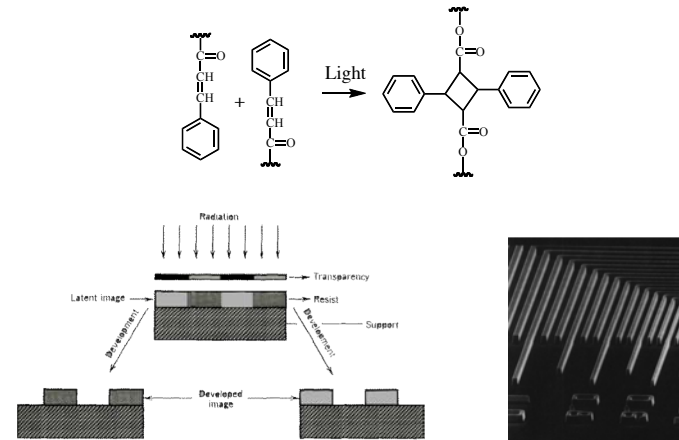 O
C=O
CH
CH
+
CH
CH
C=O
Light
O
C=O
C=O
O
Radiation
Transparency
Latent image
Resist
Development
Development
Support
Developed
image